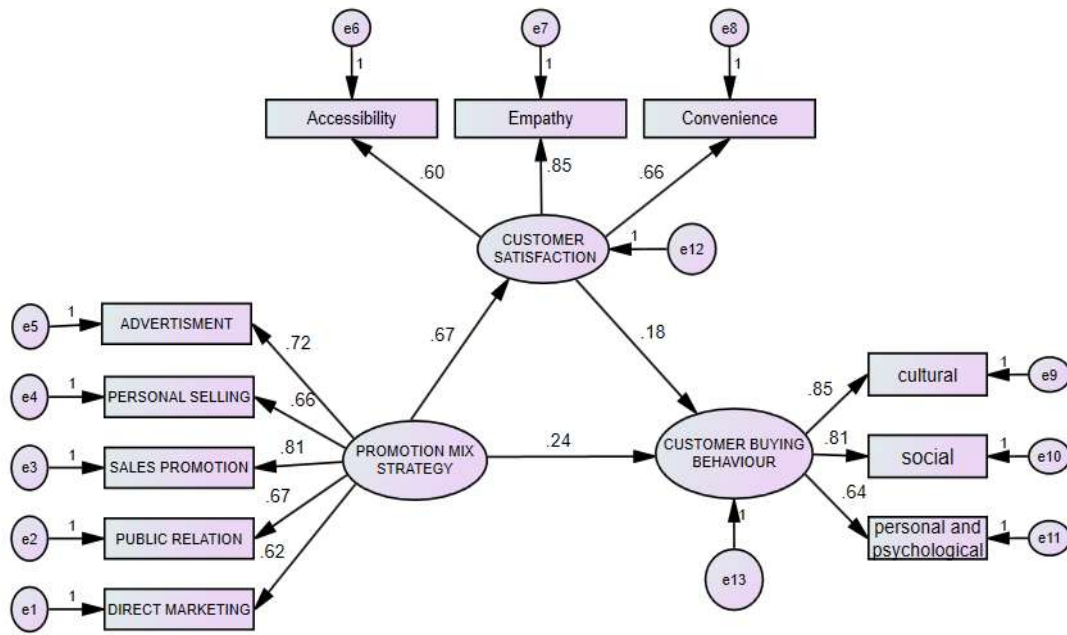 e6
e7
e8
1
1
1
Accessibility
Empathy
Convenience
.60
.85
.66
CUSTOMER
SATISFACTION
1
e12
e5
1
ADVERTISMENT
.72
.67
.18
e4
1
PERSONAL SELLING
.66
e3
1
SALES PROMOTION
.81
PROMOTION MIX
STRATEGY
.24
CUSTOMER BUYING
BEHAVIOUR
.85
cultural
1
e9
.81
social
1
e10
.64
personal and
psychological
1
e11
e2
1
PUBLIC RELATION
.67
e1
1
DIRECT MARKETING
.62
1
e13